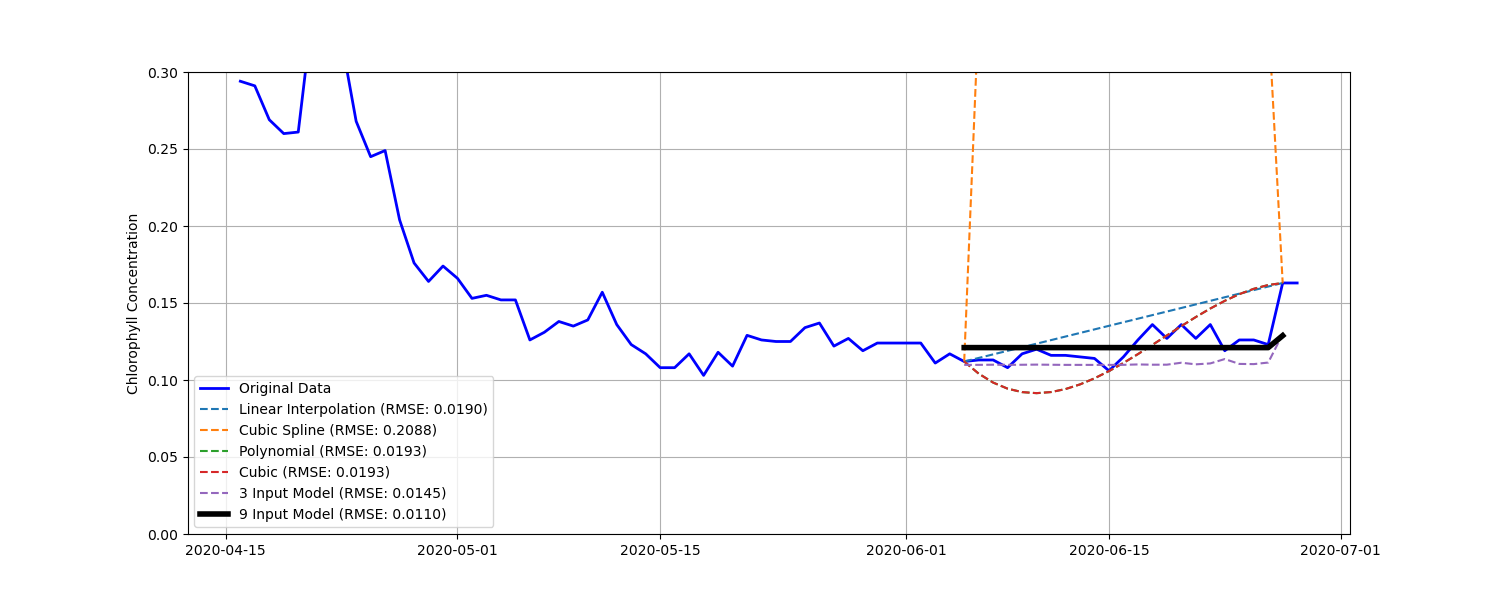 0.30
0.25
0.20
0.15
0.10
0.05
0.00
Chlorophyll Concentration
Original Data
Linear Interpolation (RMSE: 0.0190)
Cubic Spline (RMSE: 0.2088)
Polynomial (RMSE: 0.0193)
Cubic (RMSE: 0.0193)
3 Input Model (RMSE: 0.0145)
9 Input Model (RMSE: 0.0110)
2020-04-15 2020-05-01 2020-05-15 2020-06-01 2020-06-15 2020-07-01